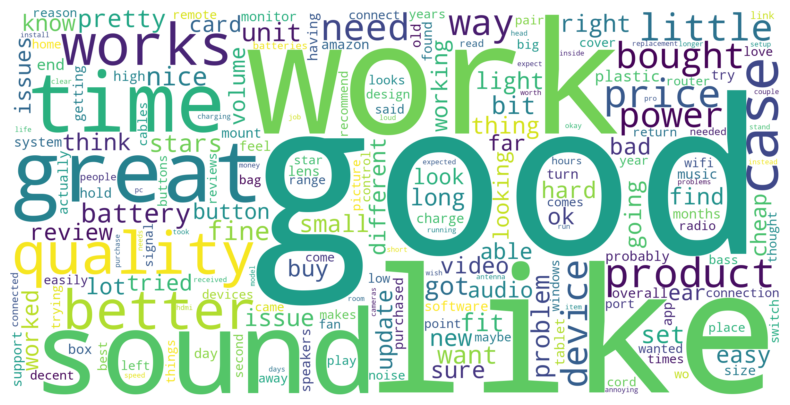 reason
remote
monitor
connect
years
pair
head
read
big
cover
replacement
longer
setup
link
install
know
pretty
card
unit
need
way
right
little
home
batteries
having
amazon
old
found
inside
expect
worth
pro
try
love
issues
works
end
getting
high
nice
volume
looks
design
said
recommend
working
light
plastic
router
bought
clear
life
time
work
charging
job
loud
bit
okay
couple
price
return
needed
stand
instead
case
system
think
stars
mount
cables
feel
thing
power
actually
buttons
reviews
money
star
lens
range
expected
far
bad
year
great
good
people
pc
bag
picture
control
different
look
long
looking
hours
turn
comes
hard
wifi
music
months
problems
find
cheap
hold
battery
button
small
charge
running
ok
run
radio
going
thought
review
signal
fine
purchase
took
quality
come
buy
able
video
probably
bass
easily
lot
tried
short
wish
antenna
windows
product
connected
trying
worked
better
devices
issue
received
model
room
cameras
low
got
audio
device
item
overall
ear
connection
port
app
support
hdmi
came
makes
fan
update
purchased
software
point
fit
problem
tablet
set
wanted
easy
switch
box
best
things
sound
like
day
second
speakers
play
new
maybe
want
sure
times
wo
place
size
decent
left
speed
days
away
noise
cord
annoying